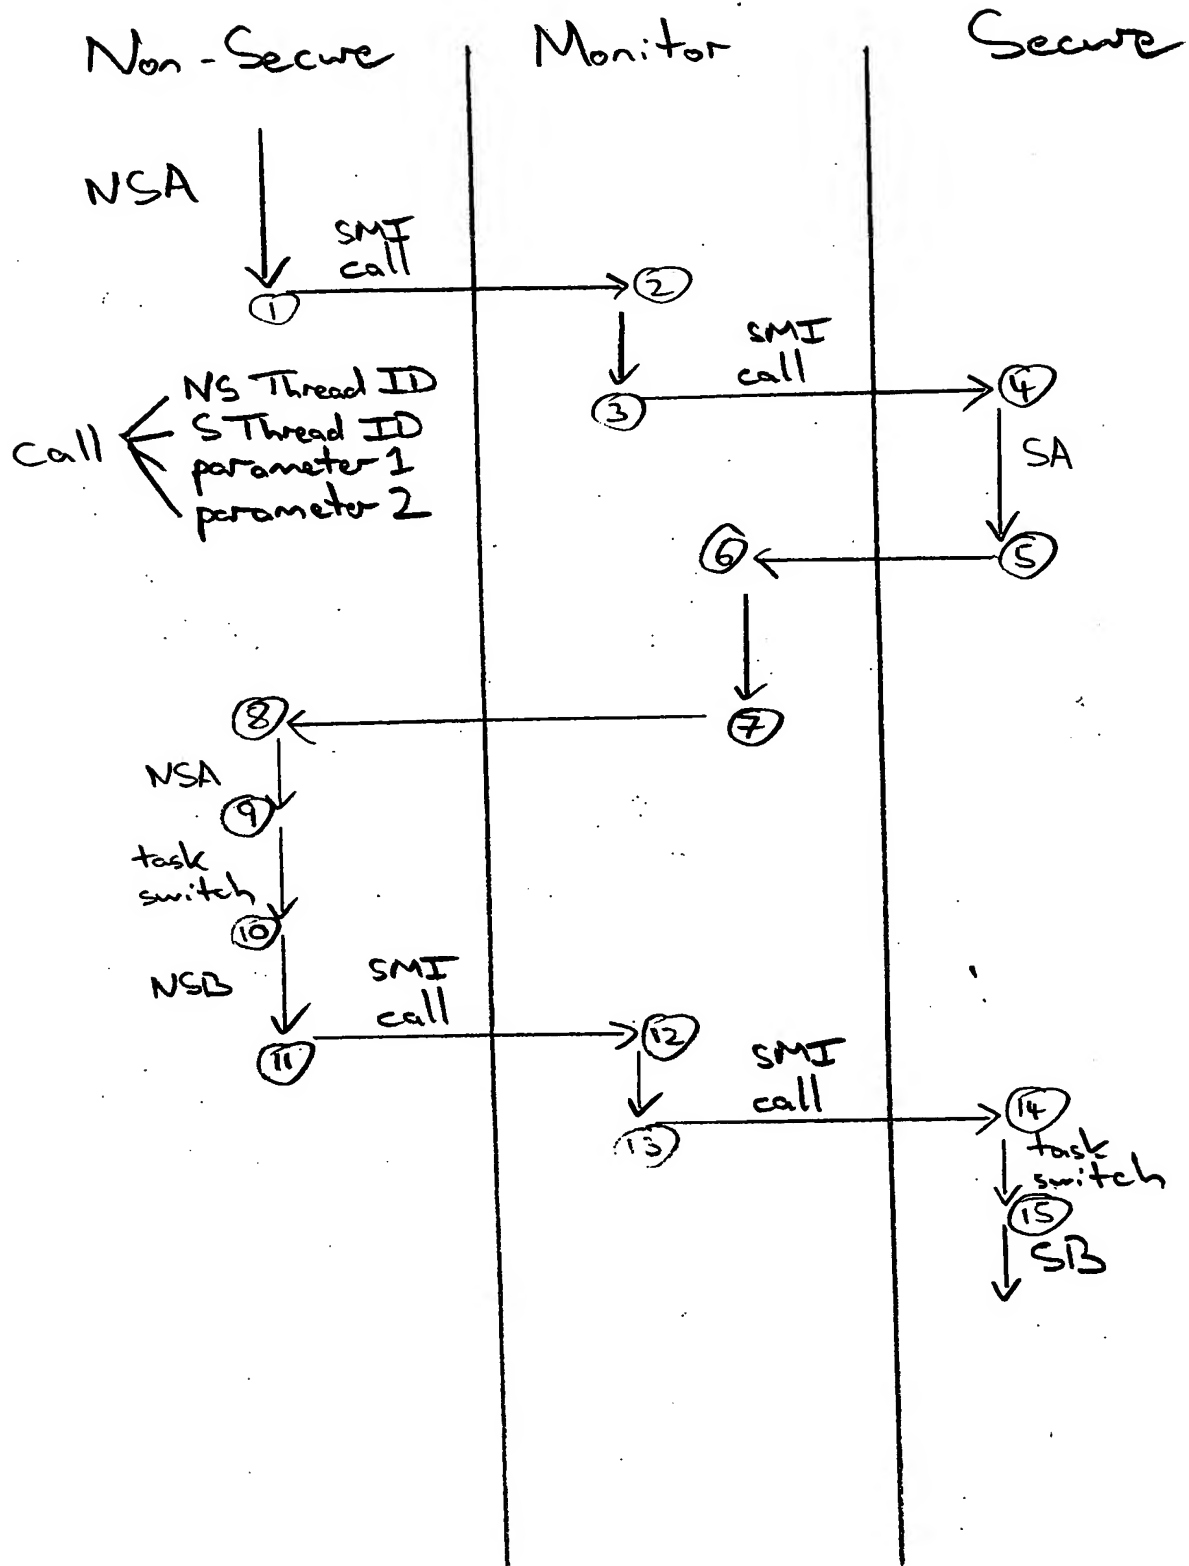 Non-Secure
Monitor
Secure
NSA
SMI
call
1
2
SMI
call
3
4
NS Thread ID
S Thread ID
call
parameter 1
parameter 2
SA
6
5
8
7
NSA
9
task
switch
10
NSB
SMI
call
11
12
SMI
call
13
14
task
switch
15
SB